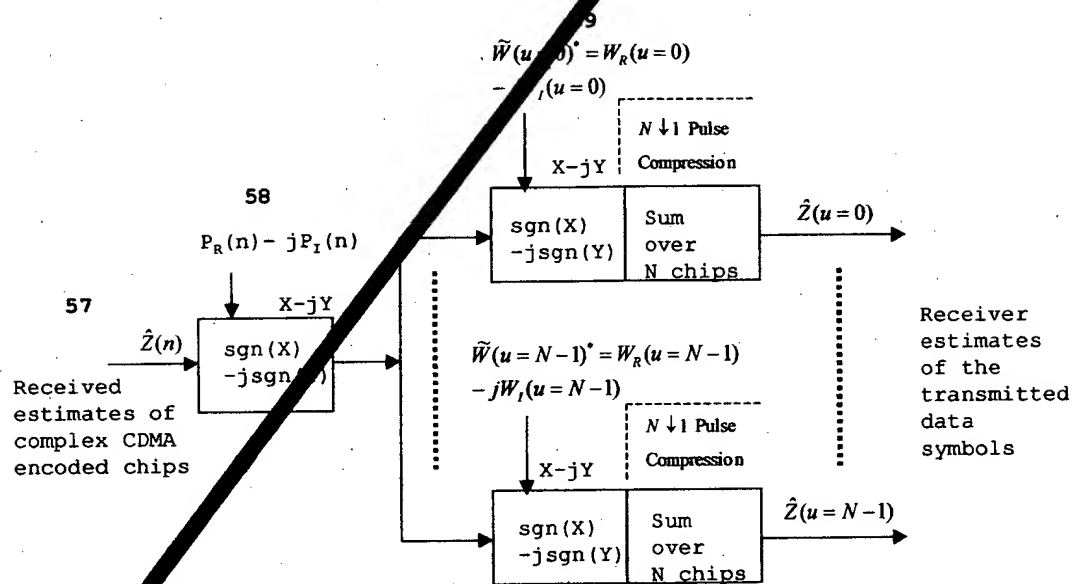 9
W̃(u=0)* = W_R(u=0)
- W_I(u=0)
N↓1 Pulse
Compression
X-jY
sgn(X)
-jsgn(Y)
Sum
over
N chips
Ẑ(u=0)
58
P_R(n)- jP_I(n)
57
X-jY
Ẑ(n)
sgn(X)
-jsgn
Received
estimates of
complex CDMA
encoded chips
W̃(u=N-1)* = W_R(u=N-1)
- jW_I(u=N-1)
N↓1 Pulse
Compression
X-jY
sgn(X)
-jsgn(Y)
Sum
over
N chips
Ẑ(u=N-1)
Receiver
estimates
of the
transmitted
data
symbols